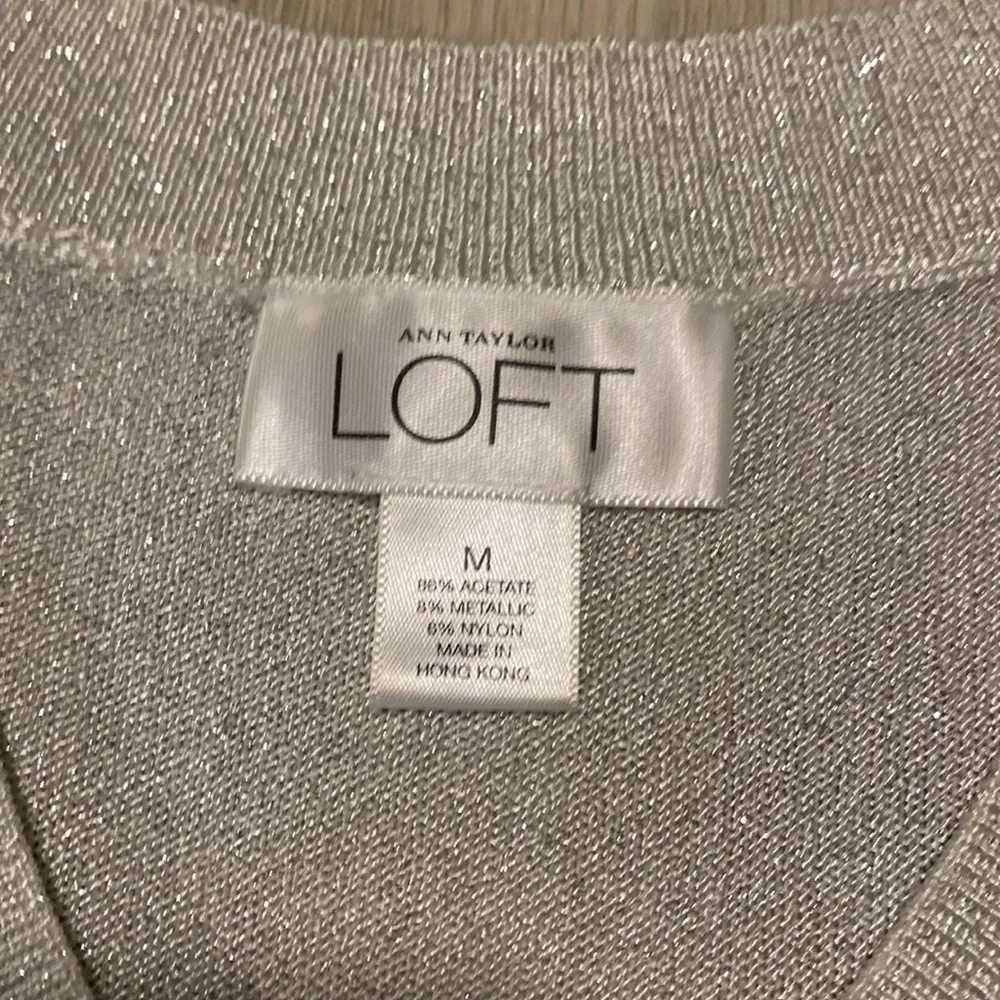 ANN TAYLOR
LOFT
M
86% ACETATE
8% METALLIC
6% NYLON
MADE IN
HONG KONG